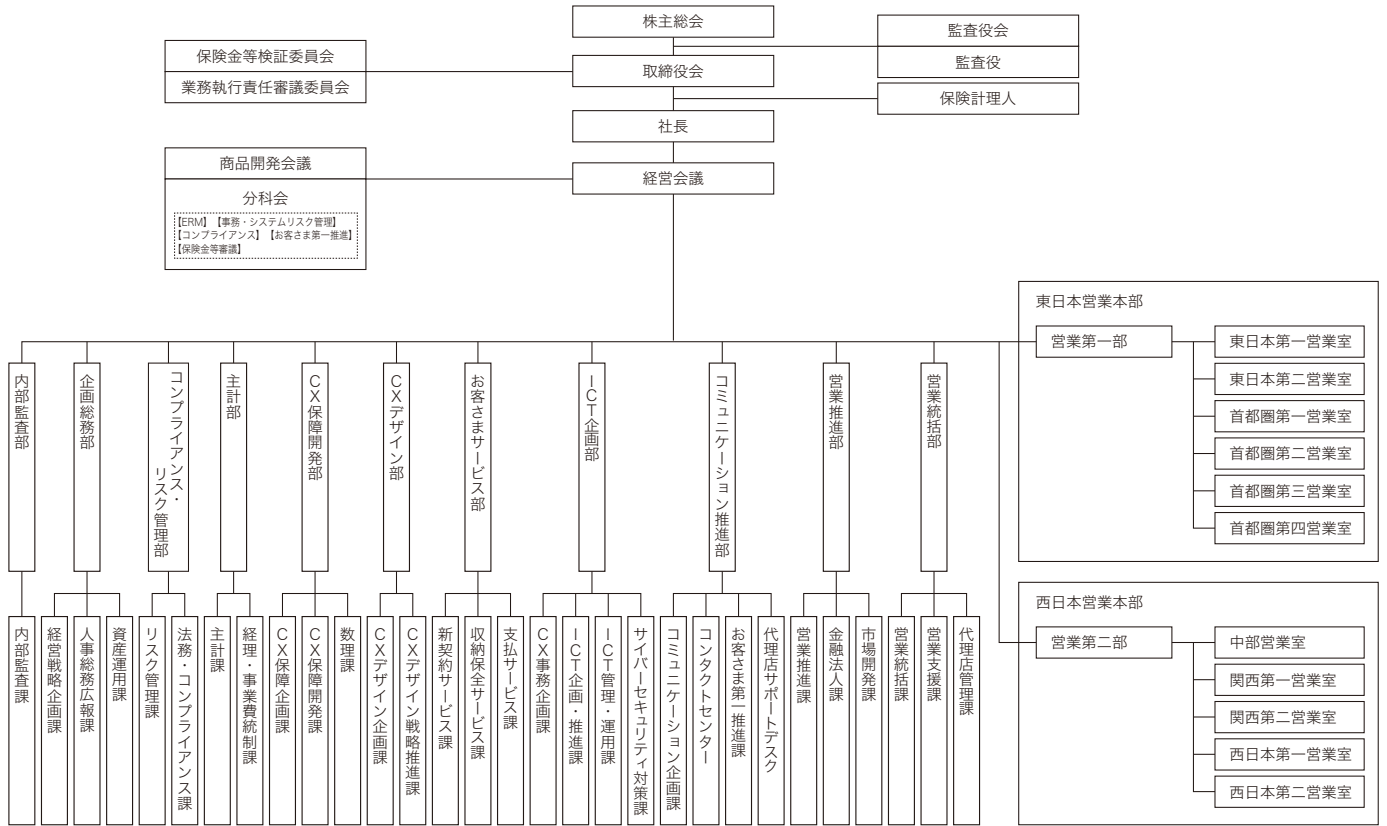 株主総会
監査役会
監査役
保険金等検証委員会
業務執行責任審議委員会
取締役会
保険計理人
社長
商品開発会議
経営会議
分科会
【ERM】【事務・システムリスク管理】
【コンプライアンス】【お客さま第一推進】
【保険金等審議】
内部監査部
企画総務部
コンプライアンス・
リスク管理部
主計部
CX保障開発部
CXデザイン部
お客さまサービス部
ICT企画部
コミュニケーション推進部
営業推進部
営業統括部
内部監査課
経営戦略企画課
人事総務広報課
資産運用課
リスク管理課
法務・コンプライアンス課
主計課
経理・事業費統制課
CX保障企画課
CX保障開発課
数理課
CXデザイン企画課
CXデザイン戦略推進課
新契約サービス課
収納保全サービス課
支払サービス課
CX事務企画課
ICT企画・推進課
ICT管理・運用課
サイバーセキュリティ対策課
コミュニケーション企画課
コンタクトセンター
お客さま第一推進課
代理店サポートデスク
営業推進課
金融法人課
市場開発課
営業統括課
営業支援課
代理店管理課
東日本営業本部
営業第一部
東日本第一営業室
東日本第二営業室
首都圏第一営業室
首都圏第二営業室
首都圏第三営業室
首都圏第四営業室
西日本営業本部
営業第二部
中部営業室
関西第一営業室
関西第二営業室
西日本第一営業室
西日本第二営業室